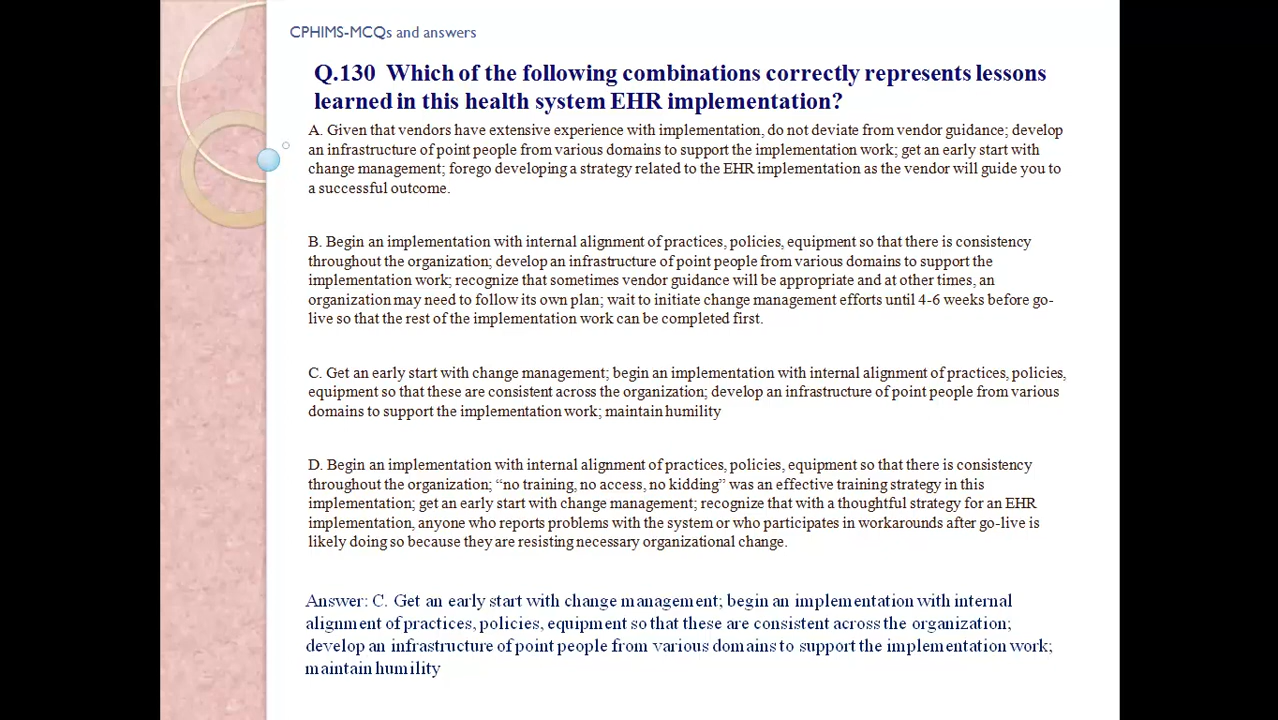 CPHIMS-MCQs and answers
Q.130 Which of the following combinations correctly represents lessons
learned in this health system EHR implementation?
A. Given that vendors have extensive experience with implementation, do not deviate from vendor guidance; develop
an infrastructure of point people from various domains to support the implementation work; get an early start with
change management; forego developing a strategy related to the EHR implementation as the vendor will guide you to
a successful outcome.
B. Begin an implementation with internal alignment of practices, policies, equipment so that there is consistency
throughout the organization; develop an infrastructure of point people from various domains to support the
implementation work; recognize that sometimes vendor guidance will be appropriate and at other times, an
organization may need to follow its own plan; wait to initiate change management efforts until 4-6 weeks before go-
live so that the rest of the implementation work can be completed first.
C. Get an early start with change management; begin an implementation with internal alignment of practices, policies,
equipment so that these are consistent across the organization; develop an infrastructure of point people from various
domains to support the implementation work; maintain humility
D. Begin an implementation with internal alignment of practices, policies, equipment so that there is consistency
throughout the organization; “no training, no access, no kidding” was an effective training strategy in this
implementation; get an early start with change management; recognize that with a thoughtful strategy for an EHR
implementation, anyone who reports problems with the system or who participates in workarounds after go-live is
likely doing so because they are resisting necessary organizational change.
Answer: C. Get an early start with change management; begin an implementation with internal
alignment of practices, policies, equipment so that these are consistent across the organization;
develop an infrastructure of point people from various domains to support the implementation work;
maintain humility